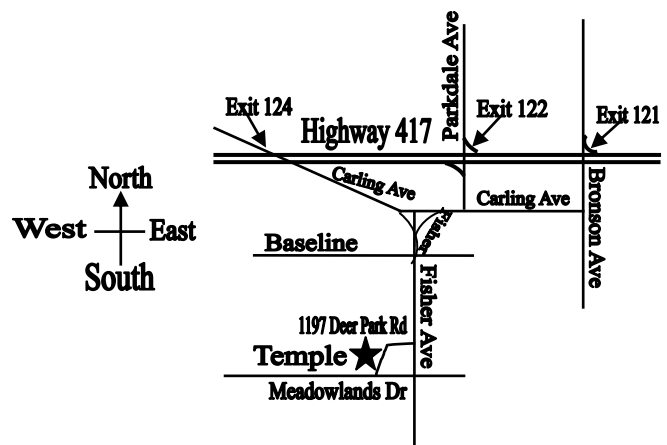 Parkdale Ave
Exit 124
Exit 122
Exit 121
Highway 417
North
West
East
South
Carling Ave
Carling Ave
Bronson Ave
Fisher
Baseline
Fisher Ave
1197 Deer Park Rd
Temple
Meadowlands Dr